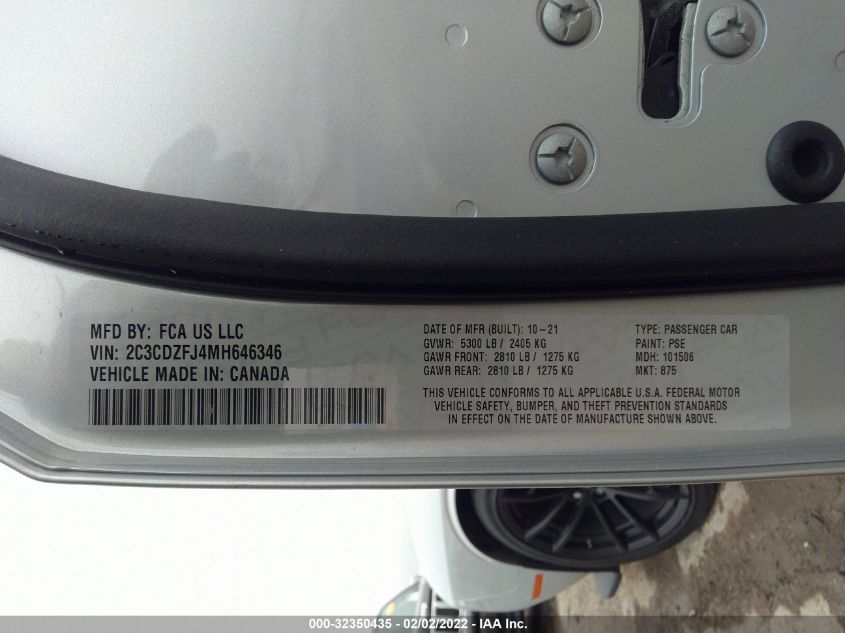 MFD BY: FCA US LLC
VIN: 2C3CDZFJ4MH646346
VEHICLE MADE IN: CANADA
DATE OF MFR (BUILT): 10-21
GVWR: 5300 LB / 2405 KG
GAWR FRONT: 2810 LB / 1275 KG
GAWR REAR: 2810 LB / 1275 KG
TYPE: PASSENGER CAR
PAINT: PSE
MDH: 101506
MKT: 875
THIS VEHICLE CONFORMS TO ALL APPLICABLE U.S.A. FEDERAL MOTOR
VEHICLE SAFETY, BUMPER, AND THEFT PREVENTION STANDARDS
IN EFFECT ON THE DATE OF MANUFACTURE SHOWN ABOVE.
000-32350435 - 02/02/2022 - IAA Inc.